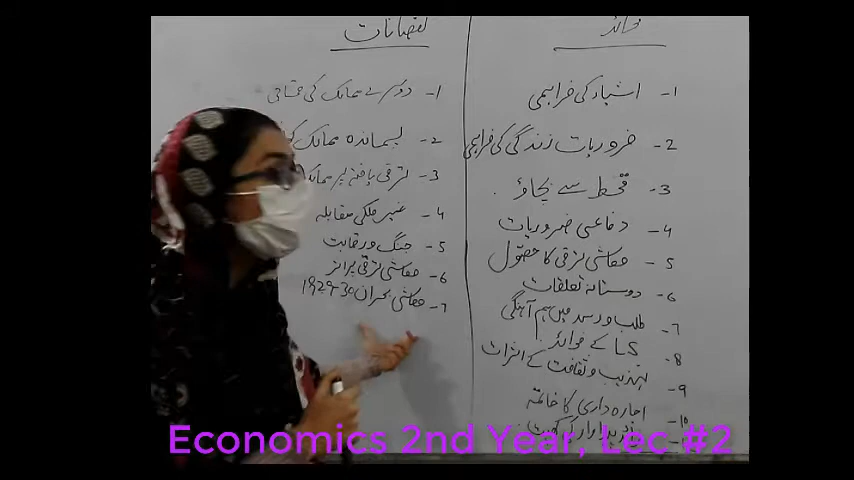 فوائد
1- اشیاء کی فراہمی
2- ضروریات زندگی کی فراہمی
3- قحط سے بچاؤ
4- دفاعی ضروریات
5- معاشی ترقی کا حصول
6- دوستانہ تعلقات
7- طلب و رسد میں ہم آہنگی
8- LS کے فوائد
9- تہذیب و ثقافت کے اثرات
10- اجارہ داری کا خاتمہ
نقصانات
1- دوسرے ممالک کی محتاجی
2- پسماندہ ممالک
3- ترقی یافتہ پر
4- غیر ملکی مقابلہ
5- جنگ و رقابت
6- معاشی ترقی پر اثر
7- معاشی بحران 1929-30
Economics 2nd Year, Lec #2